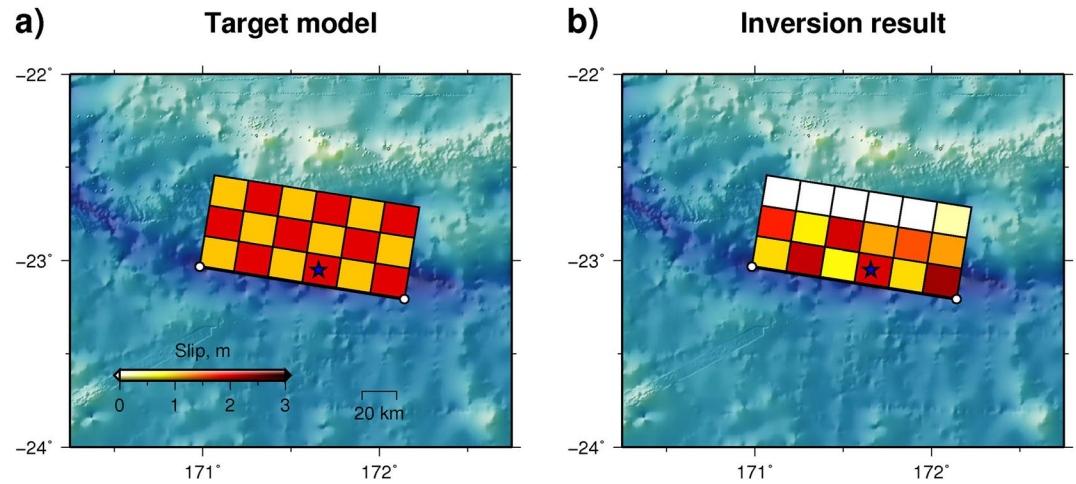 a) Target model
b) Inversion result
−22˚
−23˚
−24˚
171˚ 172˚
Slip, m
0 1 2 3
20 km
−22˚
−23˚
−24˚
171˚ 172˚